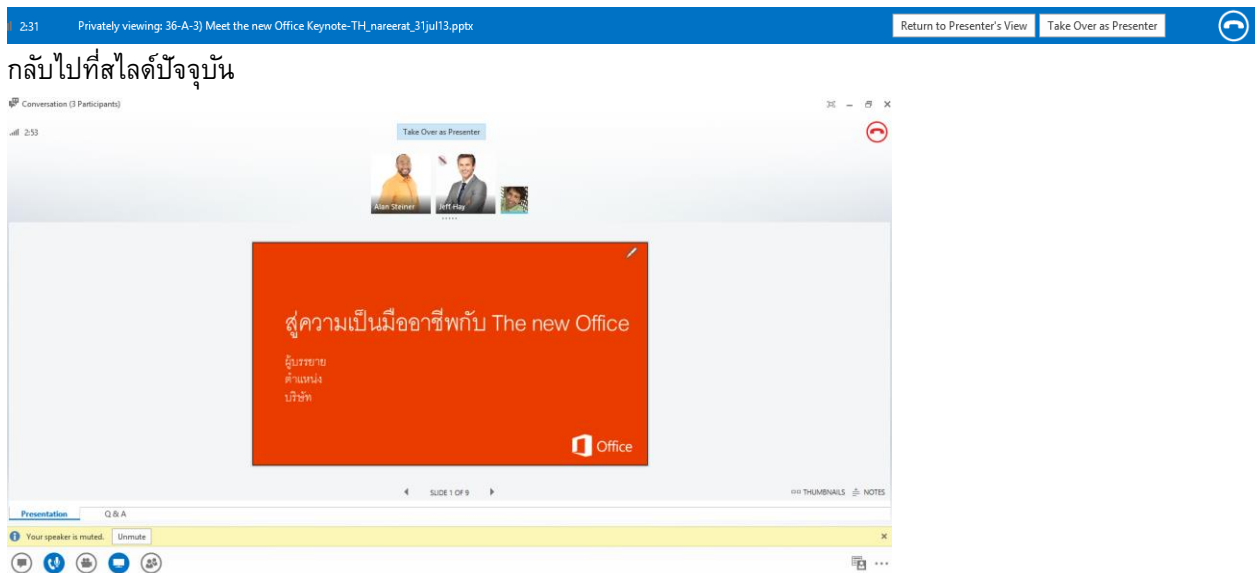 2:31 Privately viewing: 36-A-3) Meet the new Office Keynote-TH_nareerat_31jul13.pptx Return to Presenter's View Take Over as Presenter
กลับไปที่สไลด์ปัจจุบัน
Conversation (3 Participants)
2:53 Take Over as Presenter
Alan Steiner Jeff Hay
สู่ความเป็นมืออาชีพกับ The new Office
ผู้บรรยาย
ตำแหน่ง
บริษัท
Office
SLIDE 1 OF 9 THUMBNAILS NOTES
Presentation Q & A
Your speaker is muted. Unmute